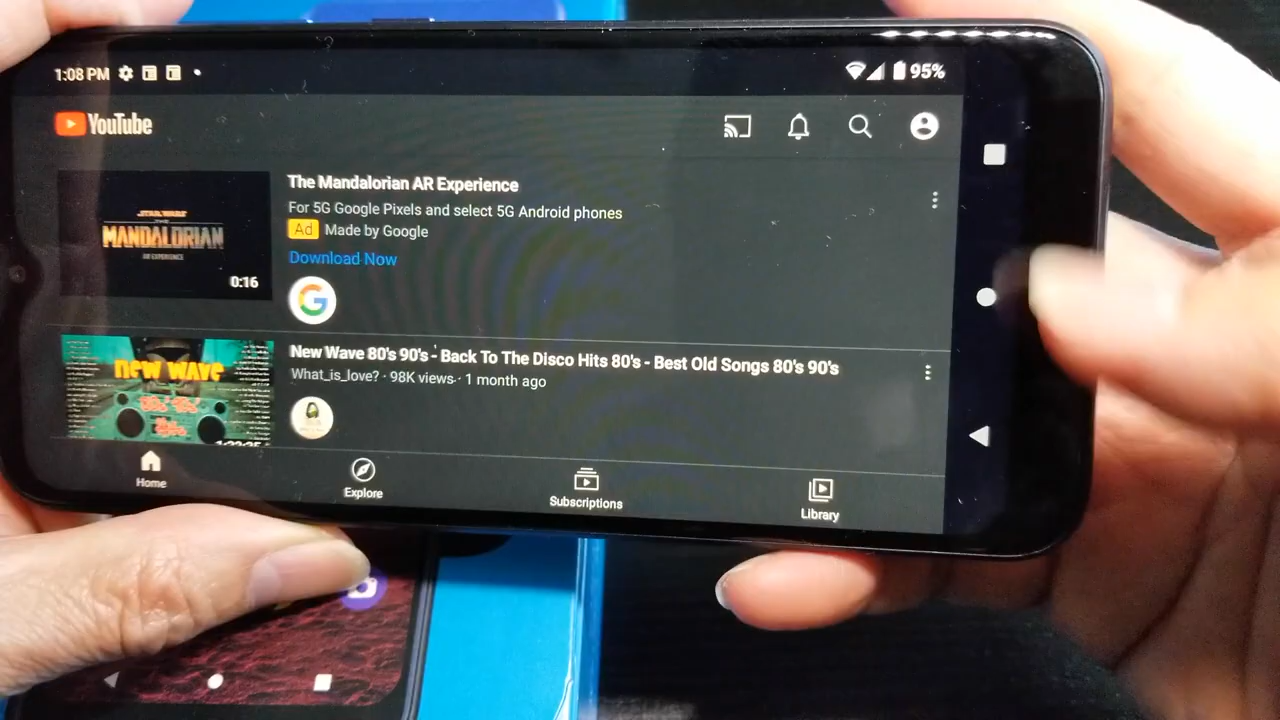 1:08 PM
95%
YouTube
The Mandalorian AR Experience
For 5G Google Pixels and select 5G Android phones
Ad Made by Google
Download Now
STAR WARS
THE
MANDALORIAN
AR EXPERIENCE
0:16
New Wave 80's 90's - Back To The Disco Hits 80's - Best Old Songs 80's 90's
What_is_love? · 98K views · 1 month ago
new wave
80's 90's
Home
Explore
Subscriptions
Library